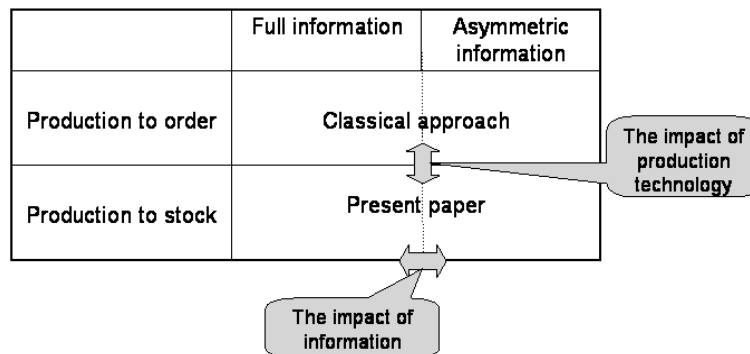 Full information
Asymmetric
information
Production to order
Classical approach
The impact of
production
technology
Production to stock
Present paper
The impact of
information